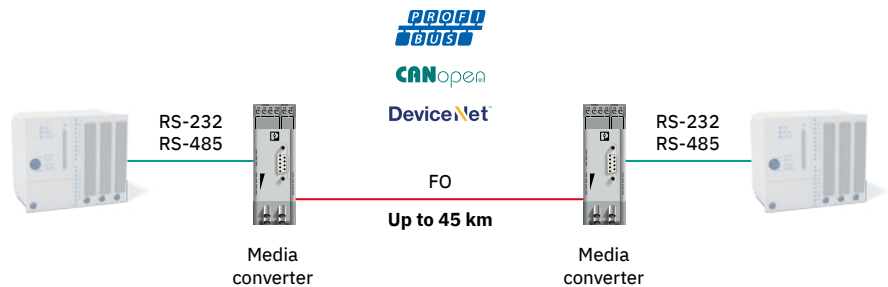 PROFI
BUS
CANopen
DeviceNet
RS-232
RS-485
RS-232
RS-485
FO
Up to 45 km
Media
converter
Media
converter